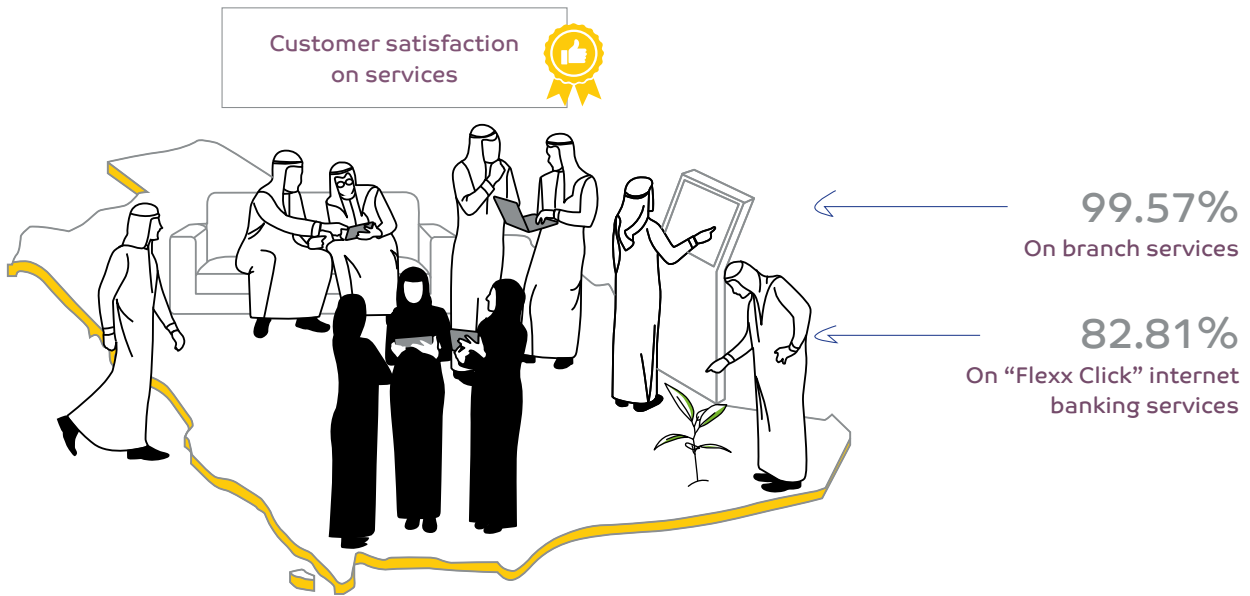 Customer satisfaction
on services
99.57%
On branch services
82.81%
On “Flexx Click” internet
banking services